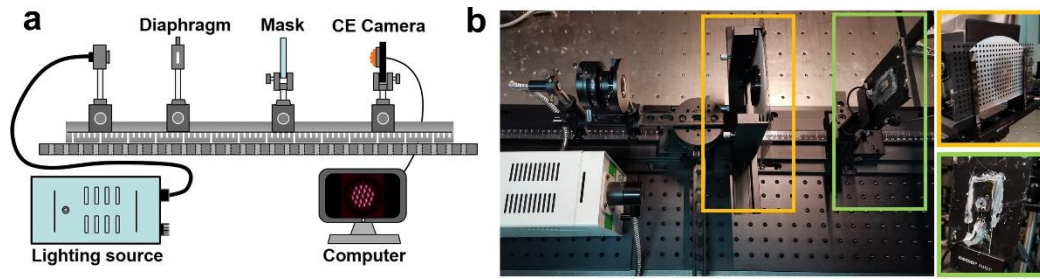 a
Diaphragm
Mask
CE Camera
Lighting source
Computer
b